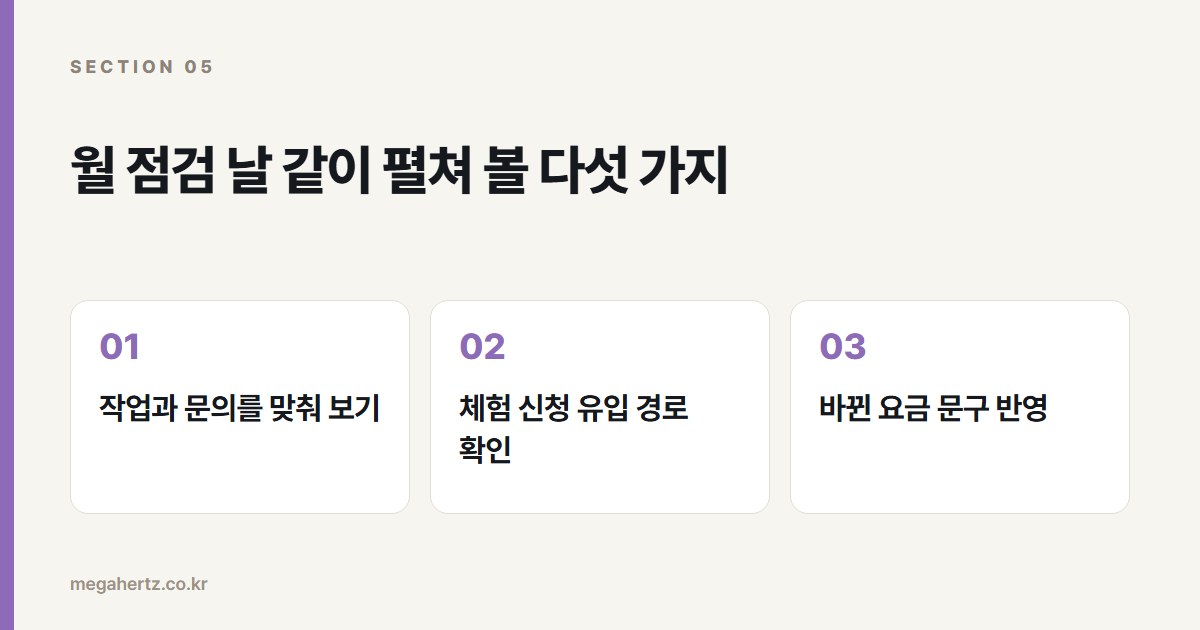 SECTION 05
월 점검 날 같이 펼쳐 볼 다섯 가지
01
작업과 문의를 맞춰 보기
02
체험 신청 유입 경로
확인
03
바뀐 요금 문구 반영
megahertz.co.kr